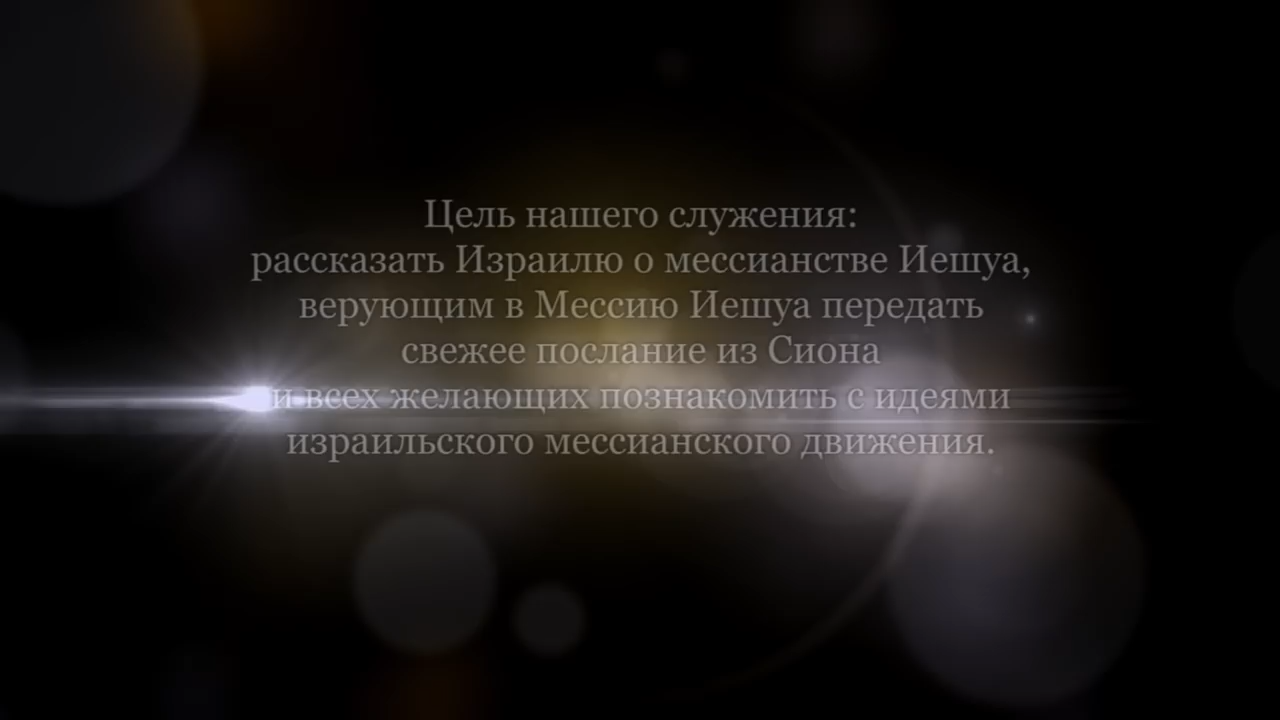 Цель нашего служения:
рассказать Израилю о мессианстве Иешуа,
верующим в Мессию Иешуа передать
свежее послание из Сиона
и всех желающих познакомить с идеями
израильского мессианского движения.